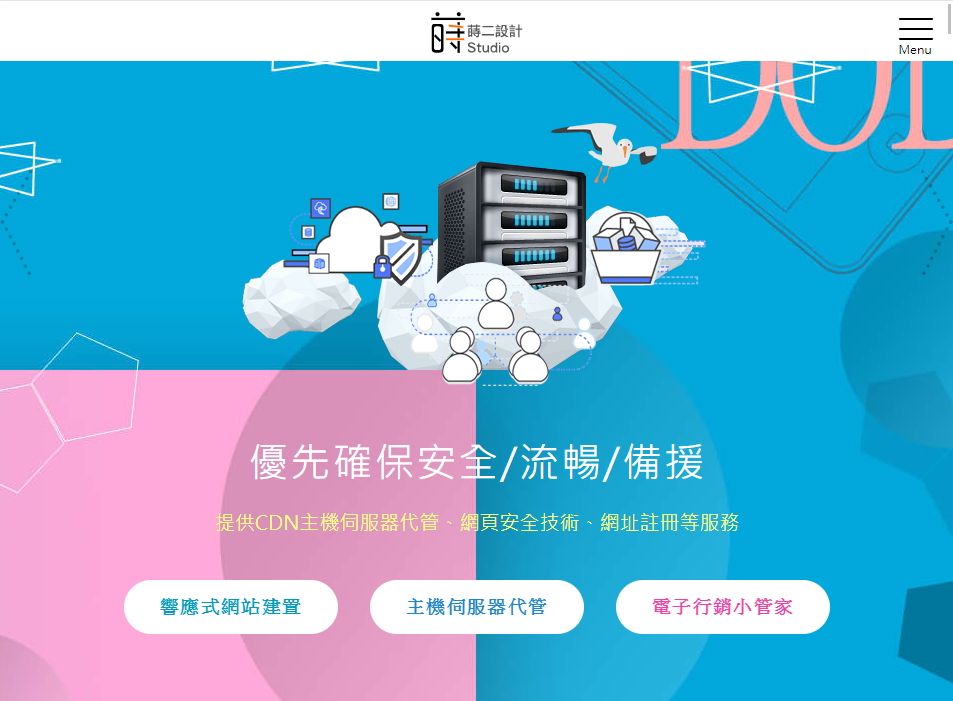 蒔
蒔二設計
Studio
Menu
優先確保安全/流暢/備援
提供CDN主機伺服器代管、網頁安全技術、網址註冊等服務
響應式網站建置
主機伺服器代管
電子行銷小管家